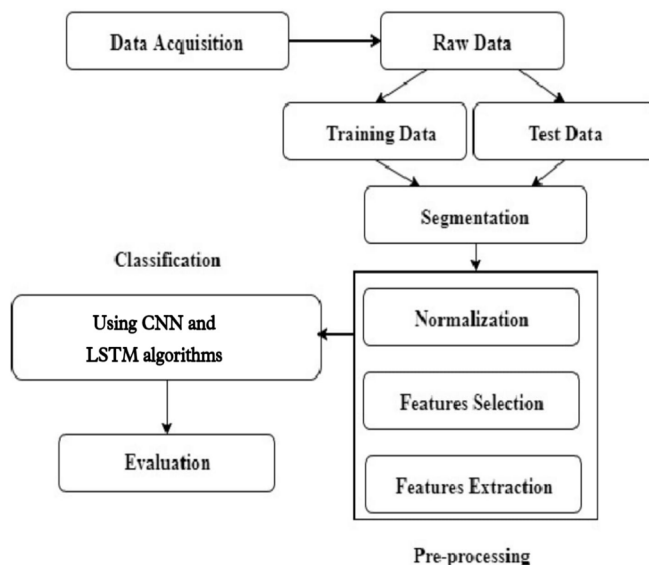 Data Acquisition
Raw Data
Training Data
Test Data
Segmentation
Classification
Using CNN and
LSTM algorithms
Normalization
Features Selection
Evaluation
Features Extraction
Pre-processing